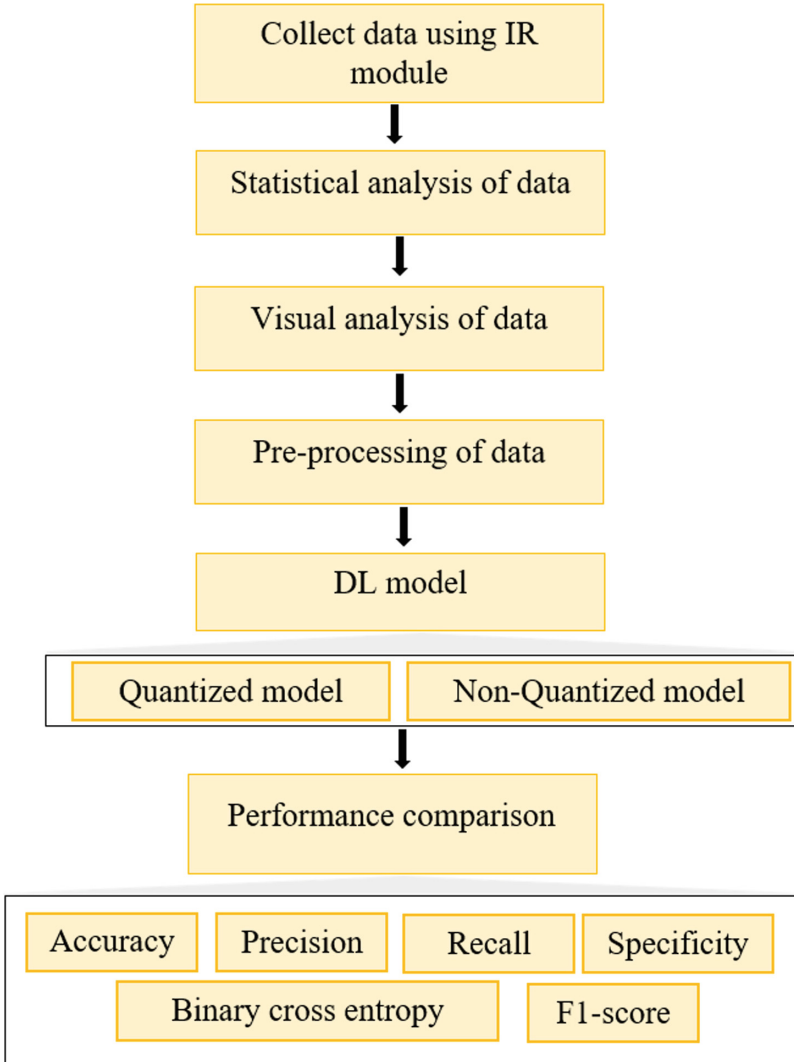 Collect data using IR
module
Statistical analysis of data
Visual analysis of data
Pre-processing of data
DL model
Quantized model
Non-Quantized model
Performance comparison
Accuracy
Precision
Recall
Specificity
Binary cross entropy
F1-score